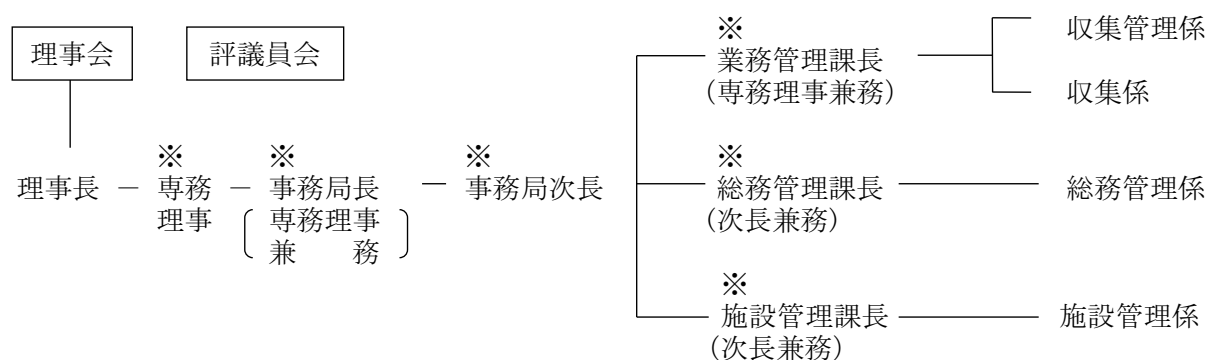 理事会
評議員会
理事長 － ※ 専務理事 － ※ 事務局長 － ※ 事務局次長
専務理事
兼　務
※
業務管理課長
(専務理事兼務)
収集管理係
収集係
※
総務管理課長
(次長兼務)
総務管理係
※
施設管理課長
(次長兼務)
施設管理係